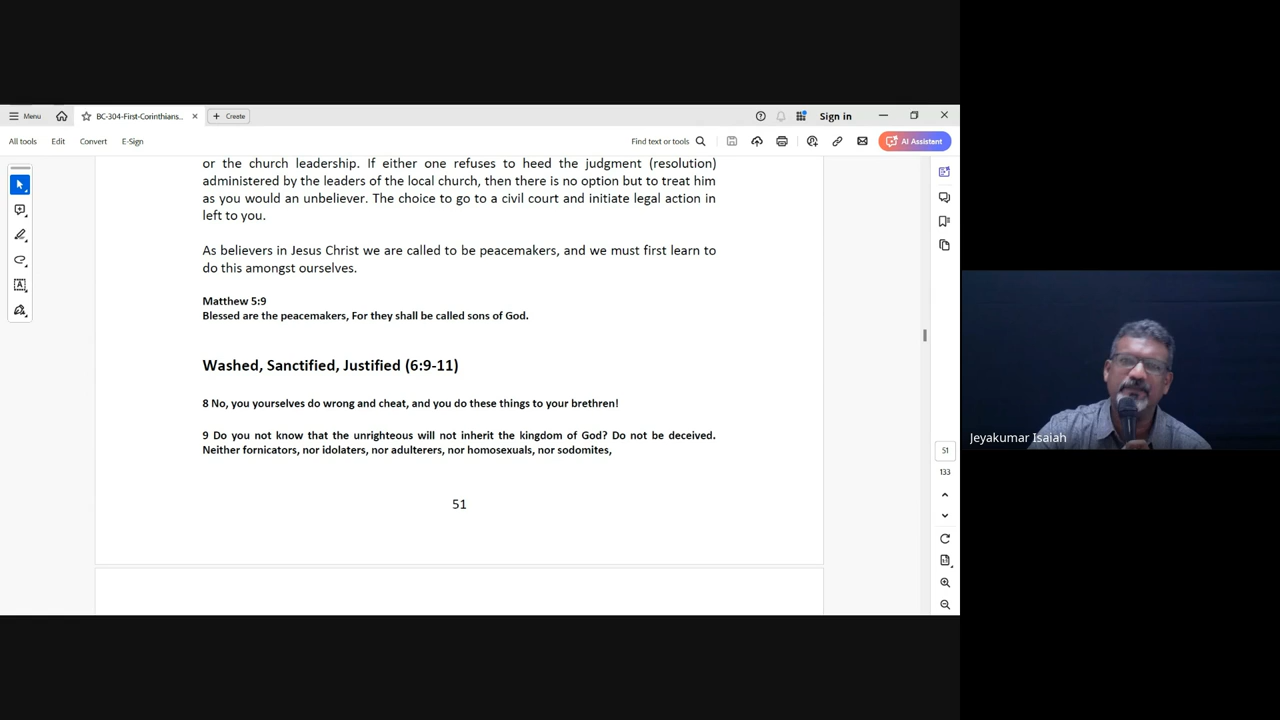 Menu
BC-304-First-Corinthians...
Create
Sign in
All tools
Edit
Convert
E-Sign
Find text or tools
AI Assistant
or the church leadership. If either one refuses to heed the judgment (resolution)
administered by the leaders of the local church, then there is no option but to treat him
as you would an unbeliever. The choice to go to a civil court and initiate legal action in
left to you.
As believers in Jesus Christ we are called to be peacemakers, and we must first learn to
do this amongst ourselves.
Matthew 5:9
Blessed are the peacemakers, For they shall be called sons of God.
Washed, Sanctified, Justified (6:9-11)
8 No, you yourselves do wrong and cheat, and you do these things to your brethren!
9 Do you not know that the unrighteous will not inherit the kingdom of God? Do not be deceived.
Neither fornicators, nor idolaters, nor adulterers, nor homosexuals, nor sodomites,
51
51
133
Jeyakumar Isaiah